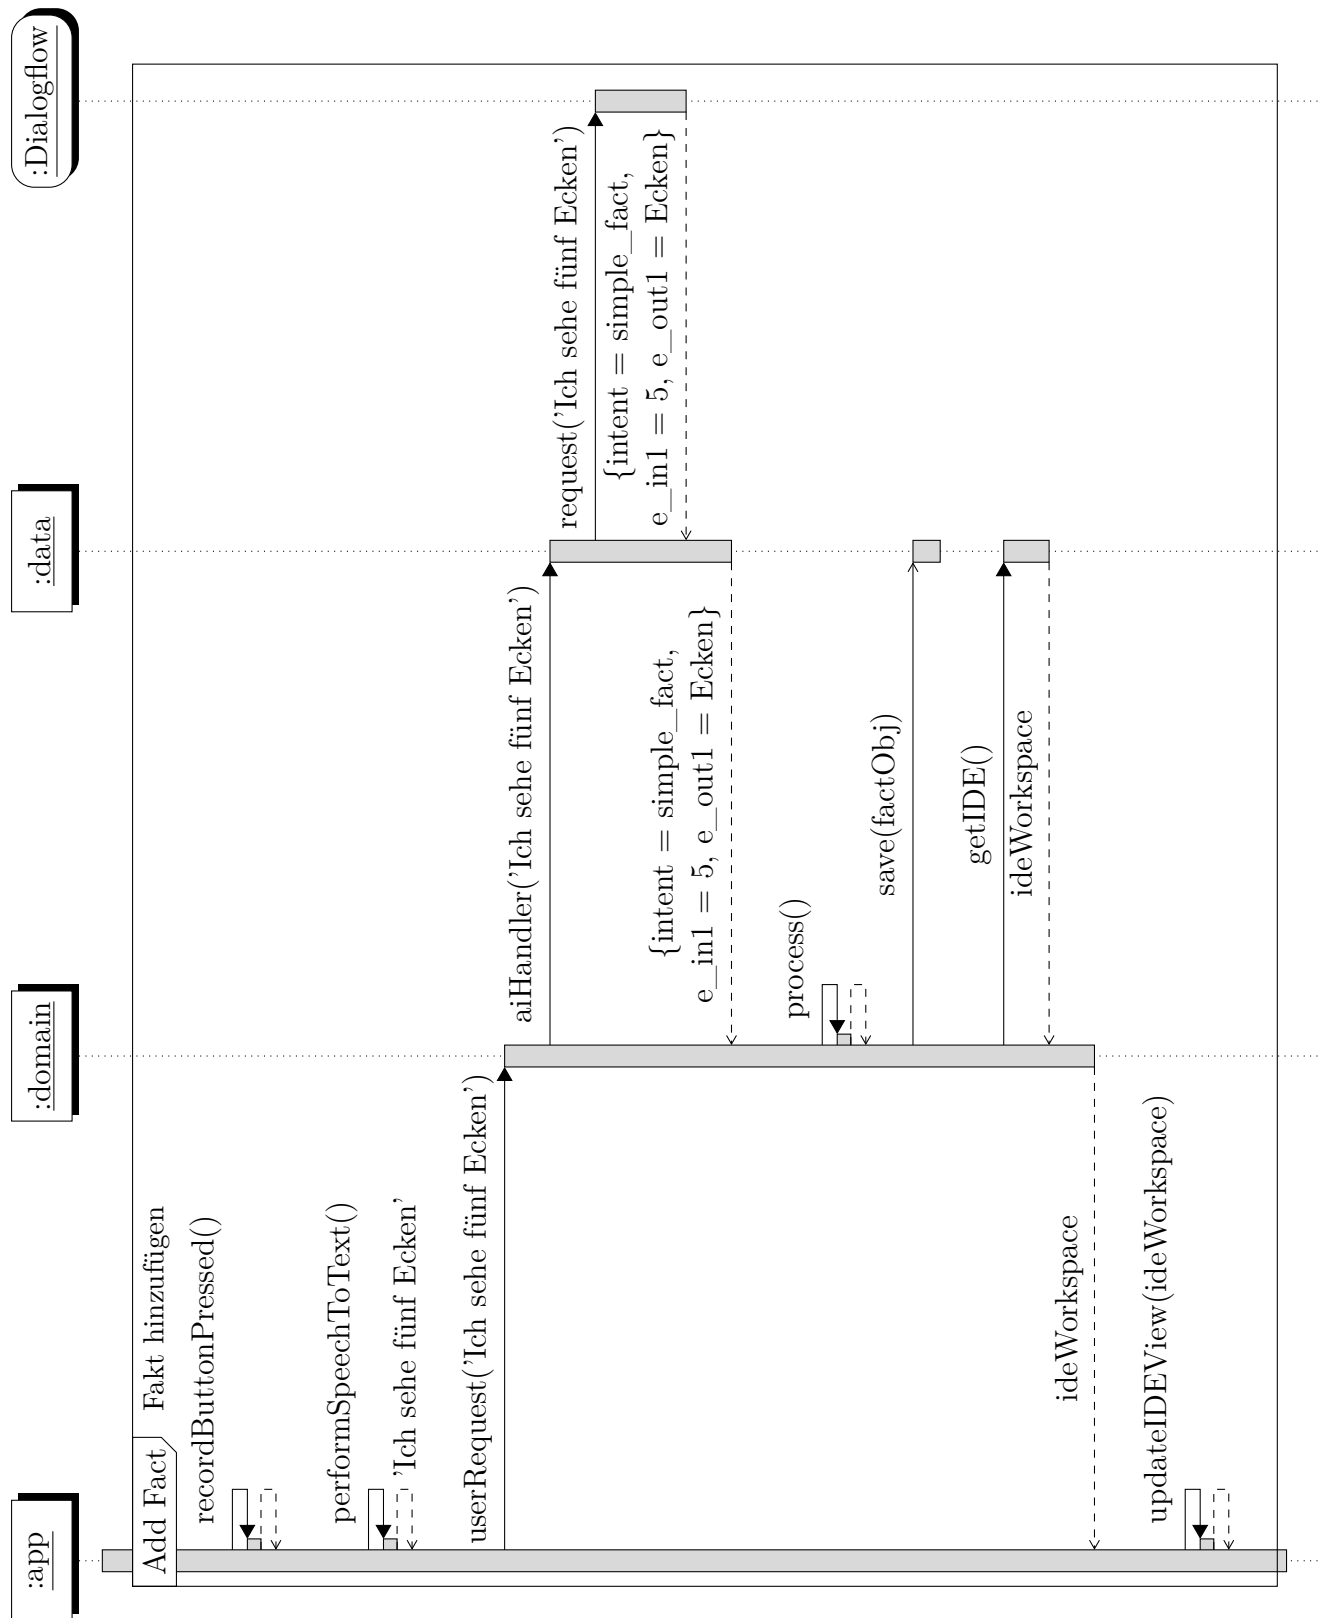 :app
:domain
:data
:Dialogflow
Add Fact
Fakt hinzufügen
recordButtonPressed()
performSpeechToText()
'Ich sehe fünf Ecken'
userRequest('Ich sehe fünf Ecken')
aiHandler('Ich sehe fünf Ecken')
request('Ich sehe fünf Ecken')
{intent = simple_fact,
e_in1 = 5, e_out1 = Ecken}
{intent = simple_fact,
e_in1 = 5, e_out1 = Ecken}
process()
save(factObj)
getIDE()
ideWorkspace
ideWorkspace
updateIDEView(ideWorkspace)